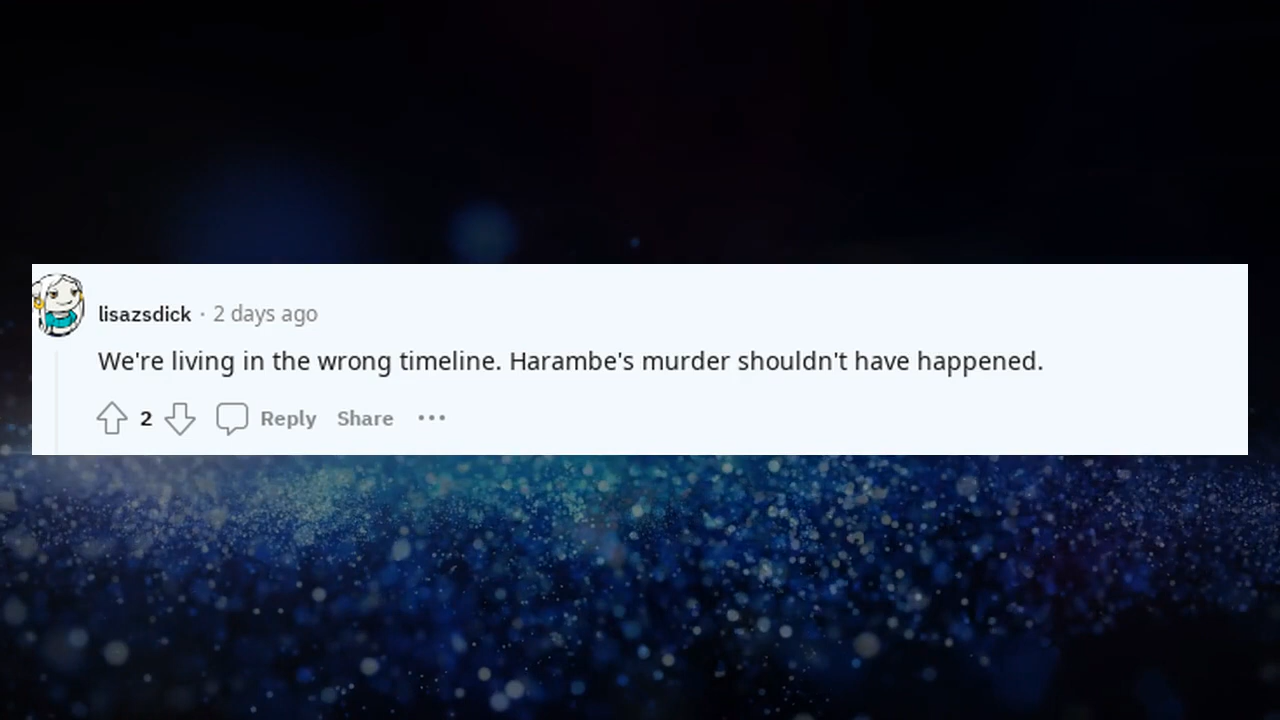 lisazsdick · 2 days ago
We're living in the wrong timeline. Harambe's murder shouldn't have happened.
2 Reply Share ···